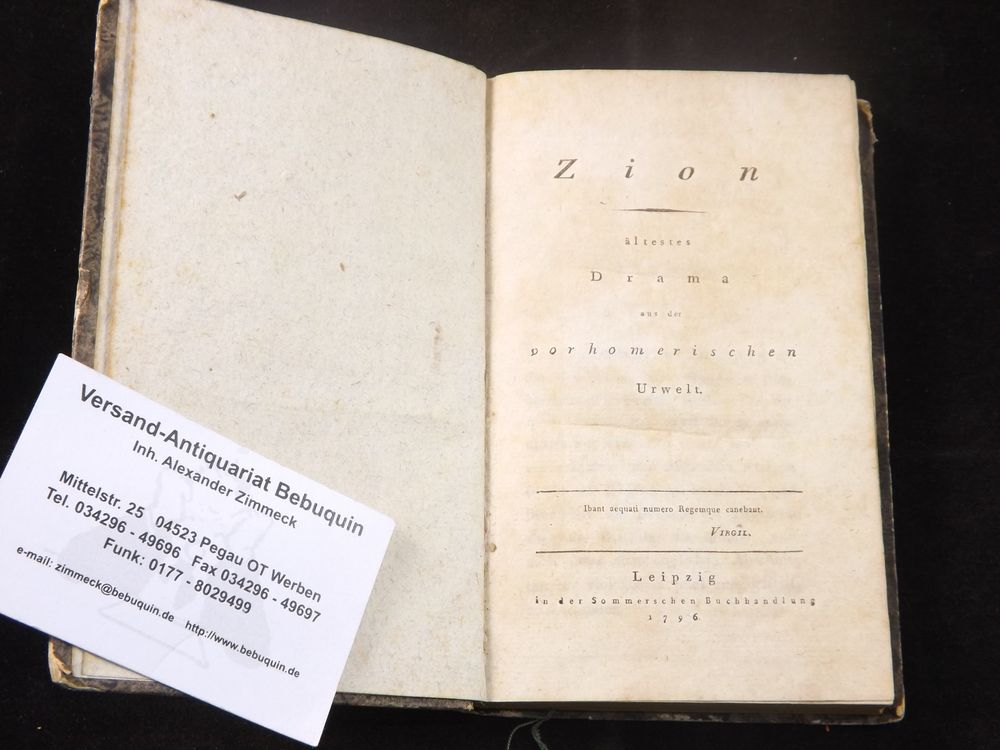 Zion
ältestes
Drama
aus der
vorhomerischen
Urwelt.
Ibant aequati numero Regemque canebant.
VIRGIL.
Leipzig
in der Sommerschen Buchhandlung
1796.
Versand-Antiquariat Bebuquin
Inh. Alexander Zimmeck
Mittelstr. 25 04523 Pegau OT Werben
Tel. 034296 - 49696 Fax 034296 - 49697
Funk: 0177 - 8029499
e-mail: zimmeck@bebuquin.de http://www.bebuquin.de